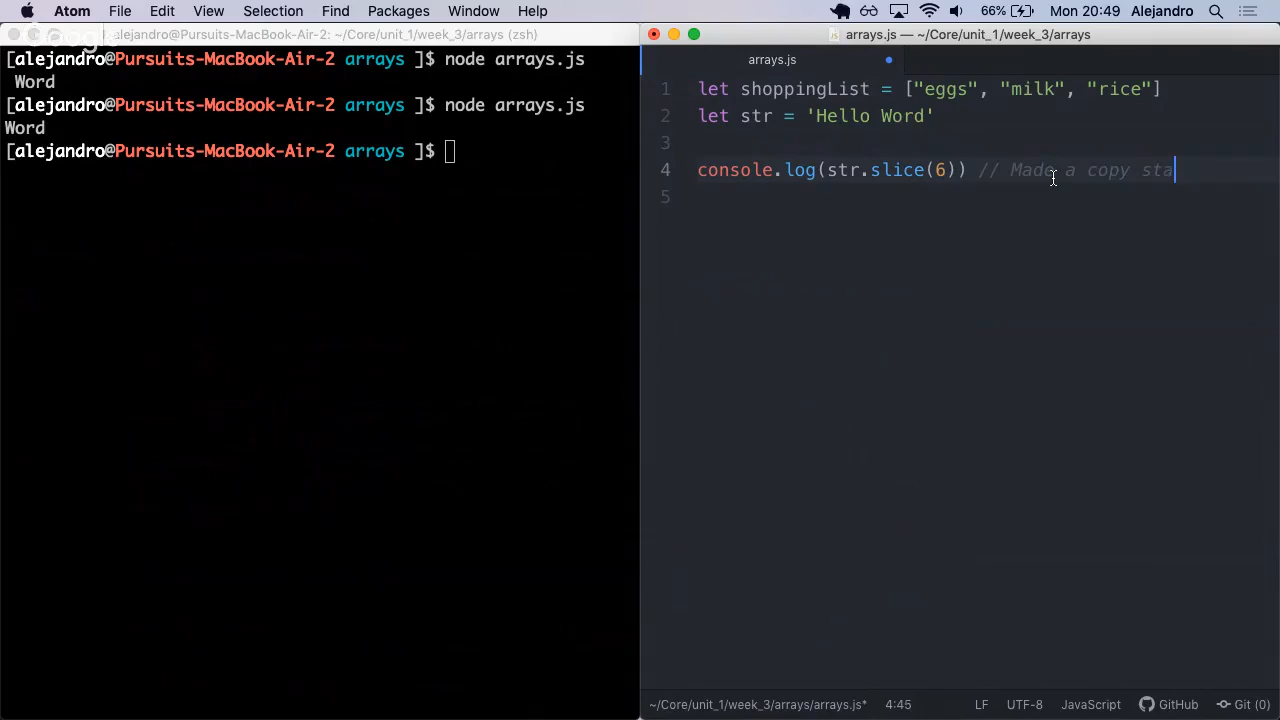 Atom File Edit View Selection Find Packages Window Help 66% Mon 20:49 Alejandro
Google
alejandro@Pursuits-MacBook-Air-2: ~/Core/unit_1/week_3/arrays (zsh)
[alejandro@Pursuits-MacBook-Air-2 arrays ]$ node arrays.js
Word
[alejandro@Pursuits-MacBook-Air-2 arrays ]$ node arrays.js
Word
[alejandro@Pursuits-MacBook-Air-2 arrays ]$
arrays.js — ~/Core/unit_1/week_3/arrays
arrays.js
1 let shoppingList = ["eggs", "milk", "rice"]
2 let str = 'Hello Word'
3
4 console.log(str.slice(6)) // Made a copy sta
5
~/Core/unit_1/week_3/arrays/arrays.js* 4:45 LF UTF-8 JavaScript GitHub Git (0)